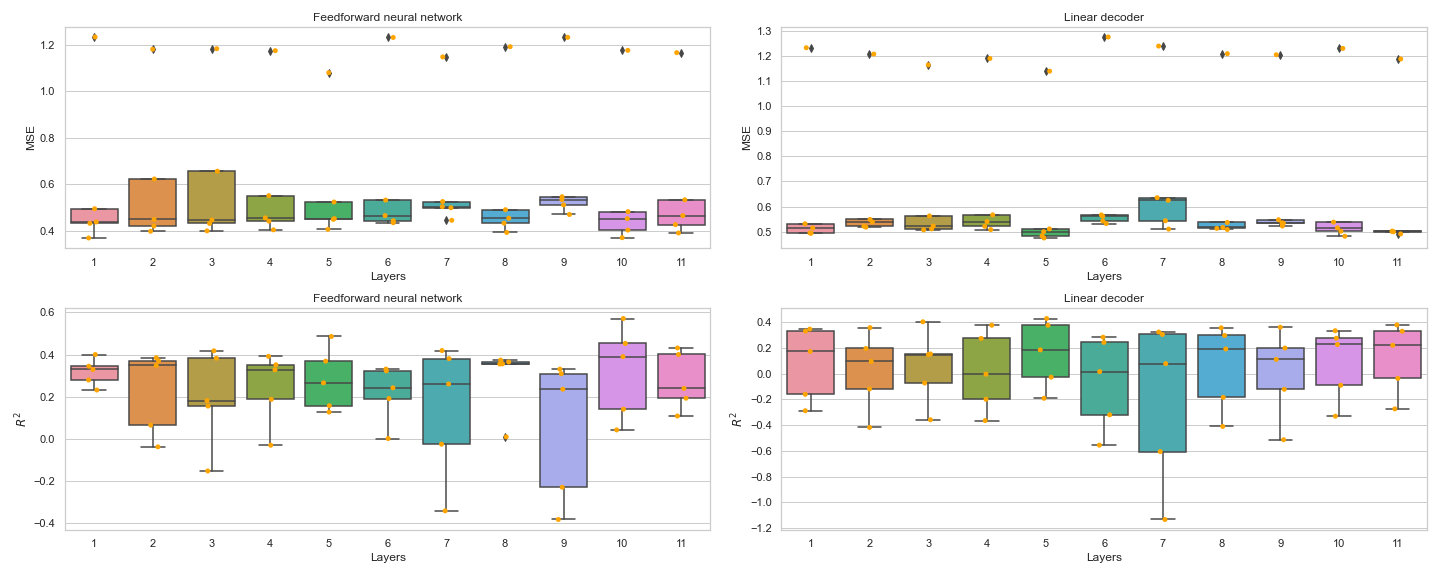 Feedforward neural network
MSE
1.2
1.0
0.8
0.6
0.4
1 2 3 4 5 6 7 8 9 10 11
Layers
Linear decoder
MSE
1.3
1.2
1.1
1.0
0.9
0.8
0.7
0.6
0.5
1 2 3 4 5 6 7 8 9 10 11
Layers
Feedforward neural network
R²
0.6
0.4
0.2
0.0
−0.2
−0.4
1 2 3 4 5 6 7 8 9 10 11
Layers
Linear decoder
R²
0.4
0.2
0.0
−0.2
−0.4
−0.6
−0.8
−1.0
−1.2
1 2 3 4 5 6 7 8 9 10 11
Layers